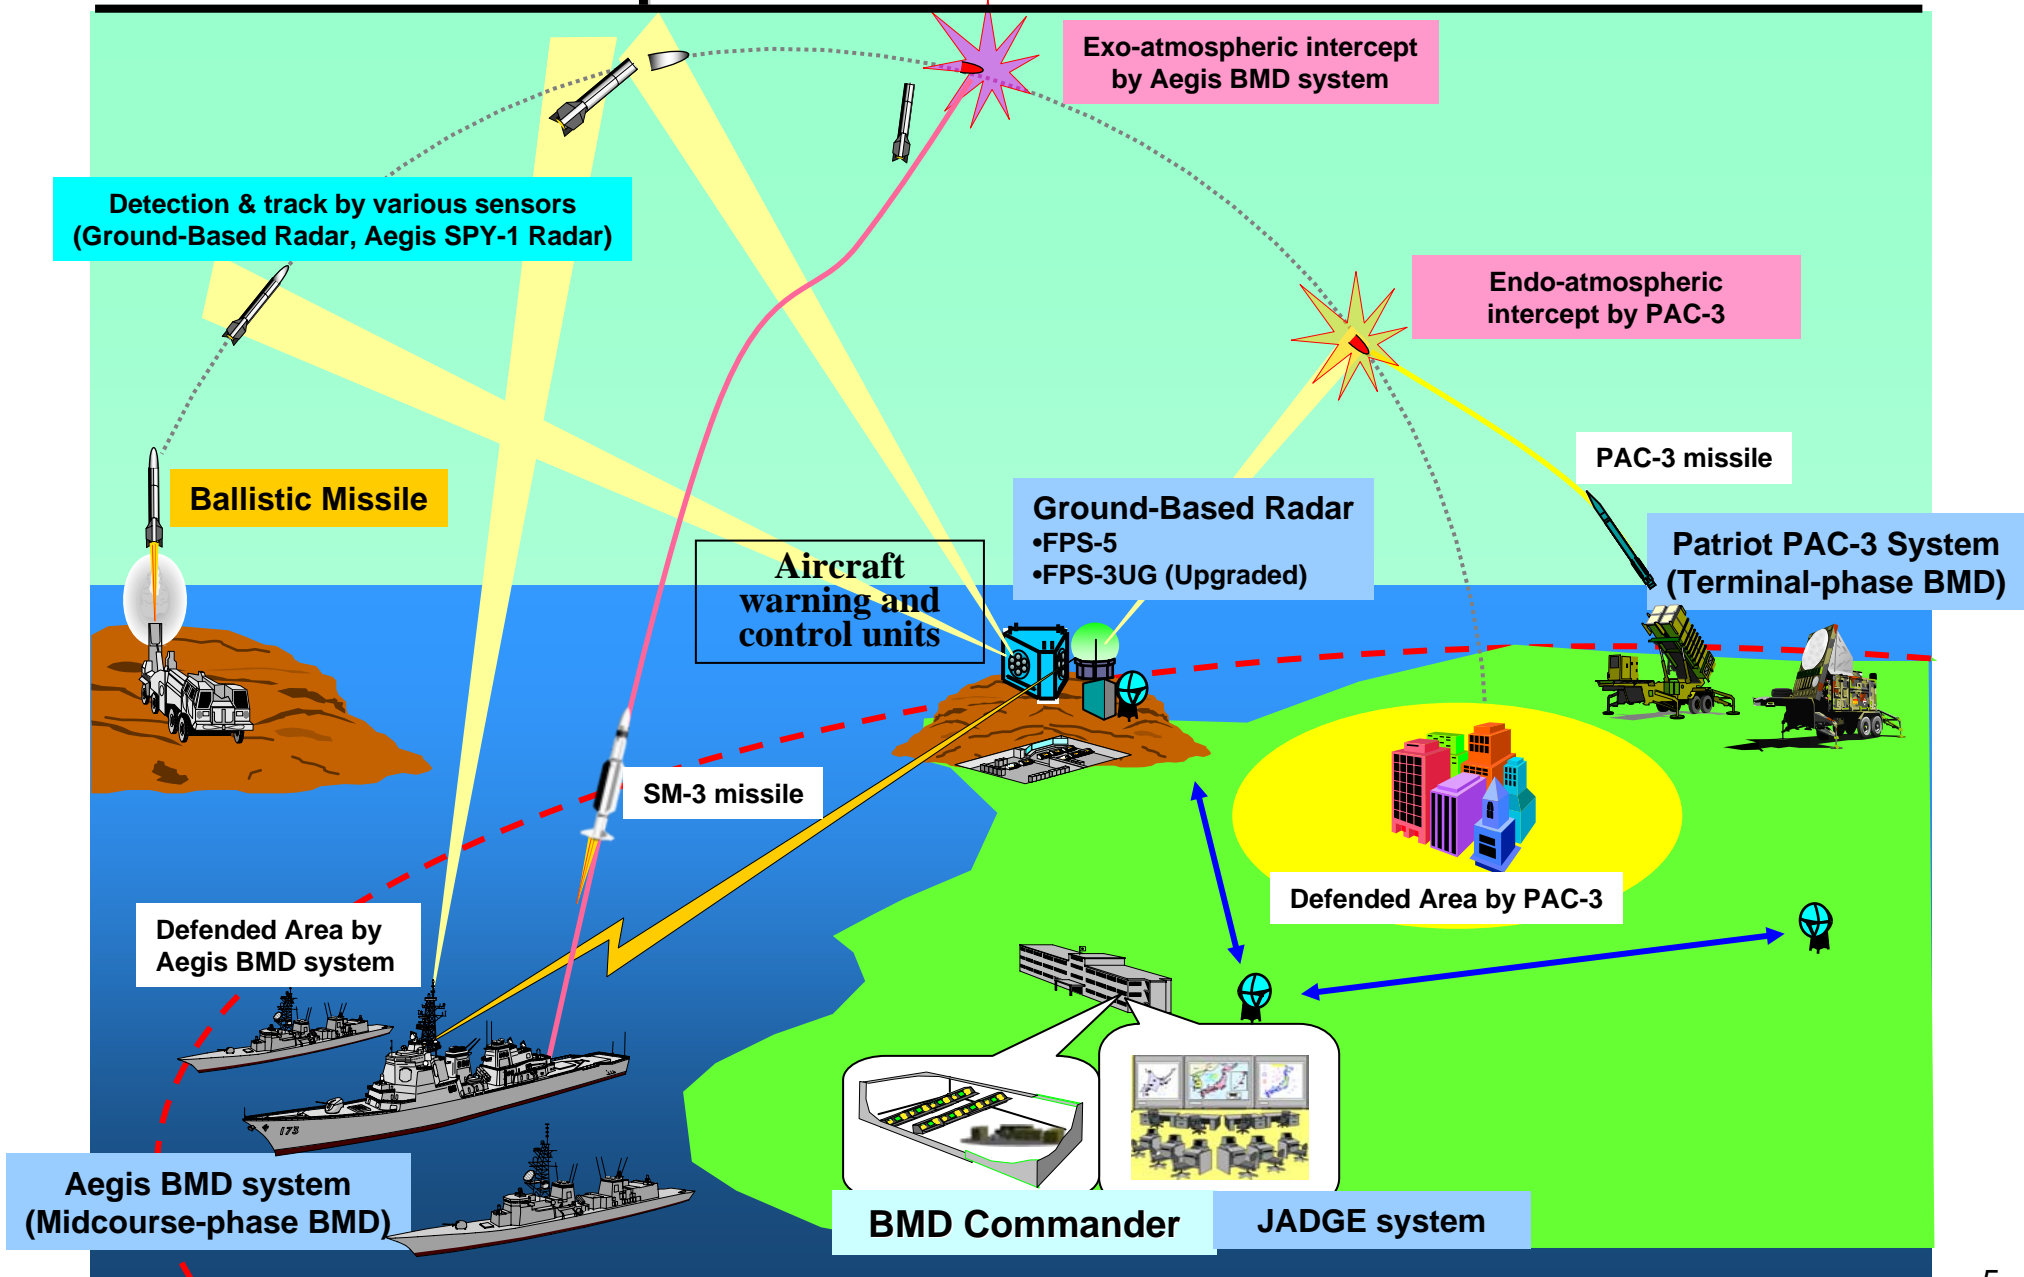 Exo-atmospheric intercept
by Aegis BMD system
Detection & track by various sensors
(Ground-Based Radar, Aegis SPY-1 Radar)
Endo-atmospheric
intercept by PAC-3
PAC-3 missile
Ballistic Missile
Ground-Based Radar
•FPS-5
•FPS-3UG (Upgraded)
Patriot PAC-3 System
(Terminal-phase BMD)
Aircraft
warning and
control units
SM-3 missile
Defended Area by PAC-3
Defended Area by
Aegis BMD system
173
Aegis BMD system
(Midcourse-phase BMD)
BMD Commander
JADGE system